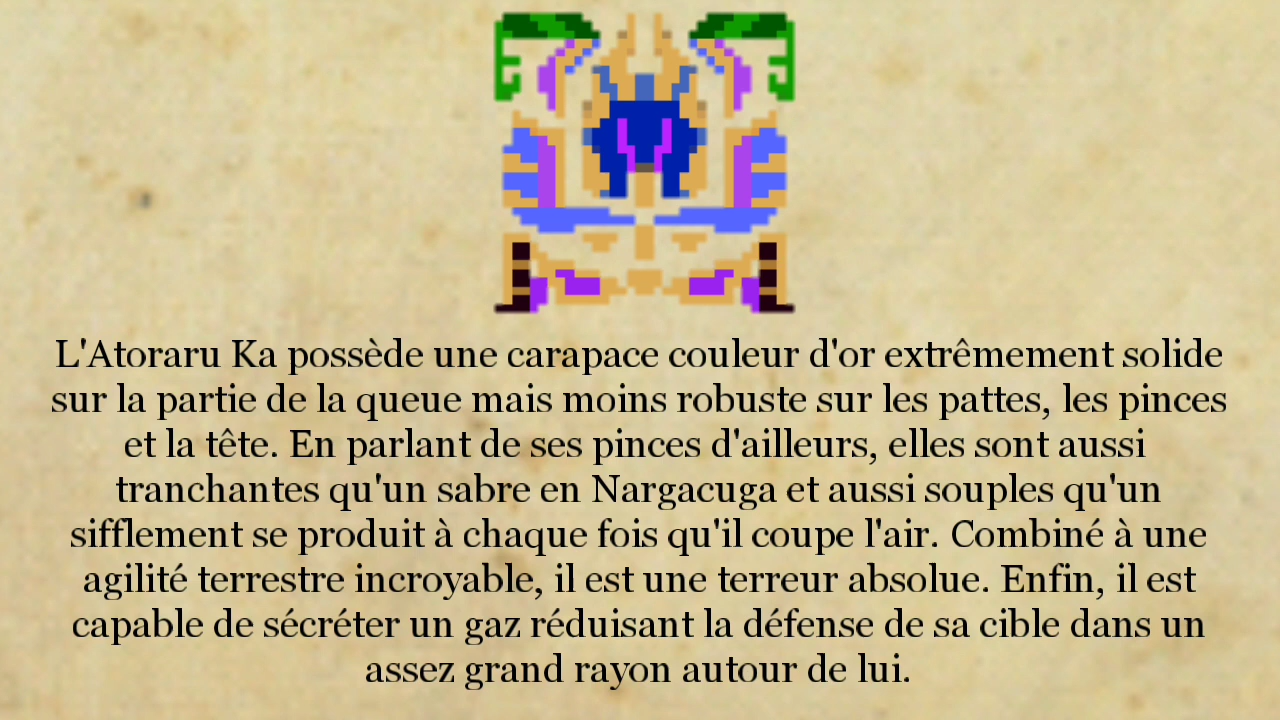 L'Atoraru Ka possède une carapace couleur d'or extrêmement solide
sur la partie de la queue mais moins robuste sur les pattes, les pinces
et la tête. En parlant de ses pinces d'ailleurs, elles sont aussi
tranchantes qu'un sabre en Nargacuga et aussi souples qu'un
sifflement se produit à chaque fois qu'il coupe l'air. Combiné à une
agilité terrestre incroyable, il est une terreur absolue. Enfin, il est
capable de sécréter un gaz réduisant la défense de sa cible dans un
assez grand rayon autour de lui.